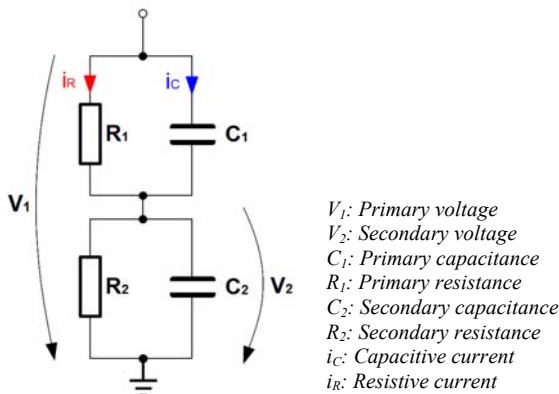 iR
iC
R1
C1
V1
R2
C2
V2
V1: Primary voltage
V2: Secondary voltage
C1: Primary capacitance
R1: Primary resistance
C2: Secondary capacitance
R2: Secondary resistance
iC: Capacitive current
iR: Resistive current